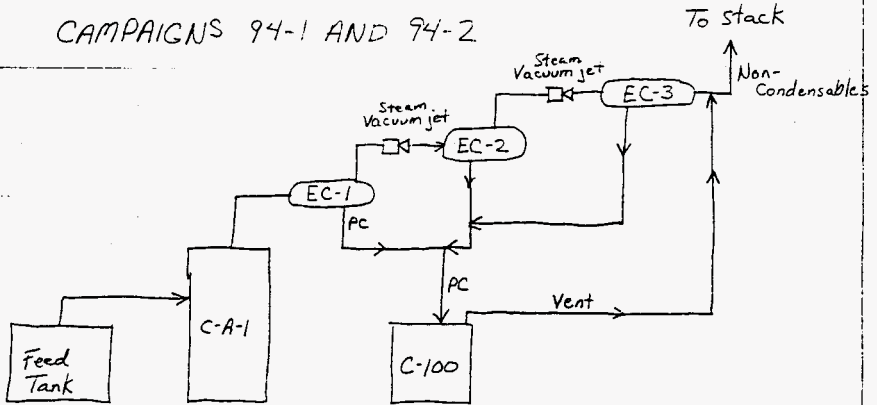 CAMPAIGNS 94-1 AND 94-2
To stack
Non-
Condensables
Steam
Vacuum jet
EC-3
Steam
Vacuum jet
EC-2
EC-1
PC
PC
Vent
C-A-1
C-100
Feed
Tank